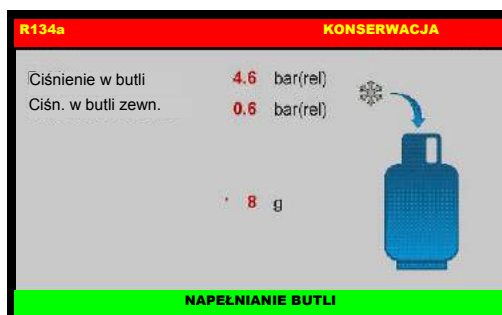 R134a KONSERWACJA
Ciśnienie w butli 4.6 bar(rel)
Ciśn. w butli zewn. 0.6 bar(rel)
8 g
NAPEŁNIANIE BUTLI